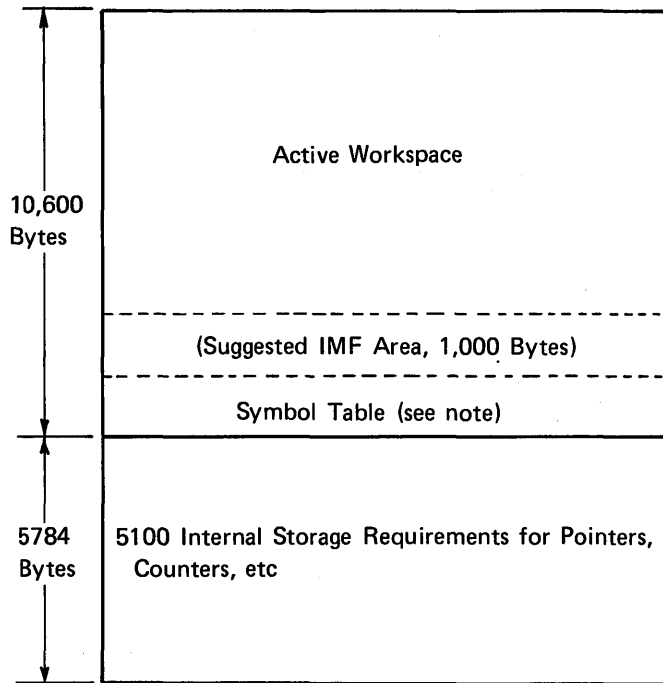 Active Workspace
10,600
Bytes
(Suggested IMF Area, 1,000 Bytes)
Symbol Table (see note)
5784
Bytes
5100 Internal Storage Requirements for Pointers,
Counters, etc